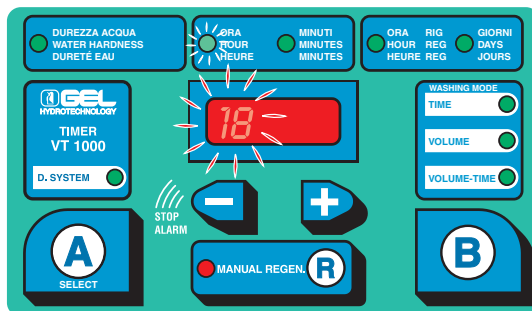 DUREZZA ACQUA
WATER HARDNESS
DURETÉ EAU
ORA
HOUR
HEURE
MINUTI
MINUTES
MINUTES
ORA RIG
HOUR REG
HEURE REG
GIORNI
DAYS
JOURS
GEL
HYDROTECHNOLOGY
TIMER
VT 1000
D. SYSTEM
18
WASHING MODE
TIME
VOLUME
VOLUME-TIME
STOP
ALARM
−
+
A
SELECT
MANUAL REGEN.
R
B